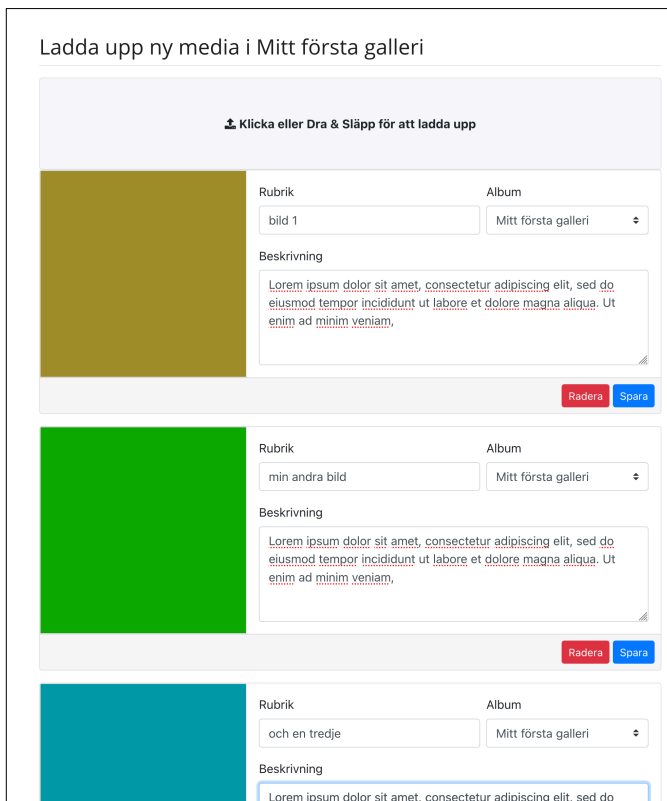 Ladda upp ny media i Mitt första galleri
Klicka eller Dra & Släpp för att ladda upp
Rubrik
Album
bild 1
Mitt första galleri
Beskrivning
Lorem ipsum dolor sit amet, consectetur adipiscing elit, sed do
eiusmod tempor incididunt ut labore et dolore magna aliqua. Ut
enim ad minim veniam,
Radera
Spara
Rubrik
Album
min andra bild
Mitt första galleri
Beskrivning
Lorem ipsum dolor sit amet, consectetur adipiscing elit, sed do
eiusmod tempor incididunt ut labore et dolore magna aliqua. Ut
enim ad minim veniam,
Radera
Spara
Rubrik
Album
och en tredje
Mitt första galleri
Beskrivning
Lorem ipsum dolor sit amet, consectetur adipiscing elit, sed do